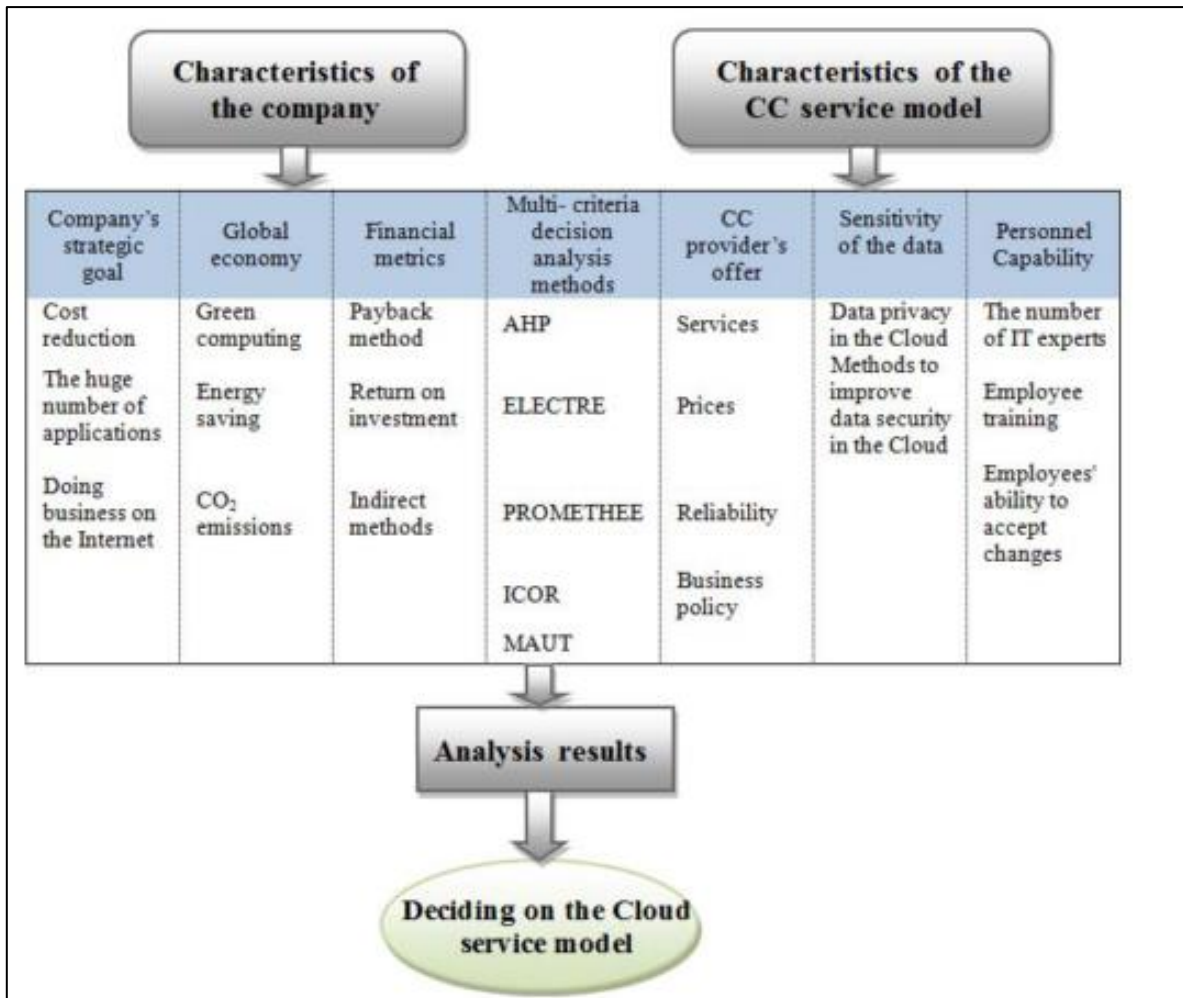 Characteristics of
the company
Characteristics of the
CC service model
Company's
strategic
goal
Global
economy
Financial
metrics
Multi- criteria
decision
analysis
methods
CC
provider's
offer
Sensitivity
of the data
Personnel
Capability
Cost
reduction
The huge
number of
applications
Doing
business on
the Internet
Green
computing
Energy
saving
CO₂
emissions
Payback
method
Return on
investment
Indirect
methods
AHP
ELECTRE
PROMETHEE
ICOR
MAUT
Services
Prices
Reliability
Business
policy
Data privacy
in the Cloud
Methods to
improve
data security
in the Cloud
The number
of IT experts
Employee
training
Employees'
ability to
accept
changes
Analysis results
Deciding on the Cloud
service model